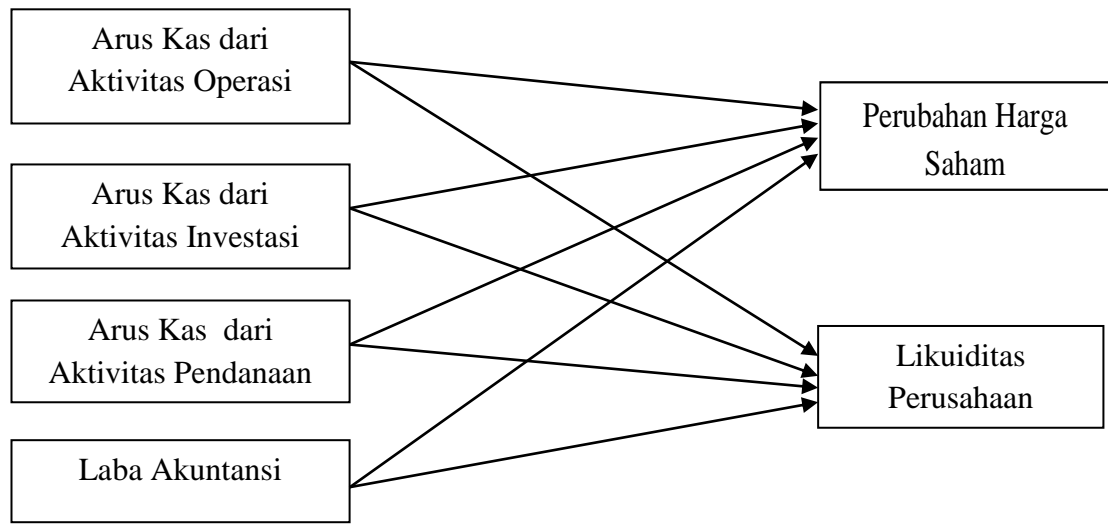 Arus Kas dari
Aktivitas Operasi
Arus Kas dari
Aktivitas Investasi
Arus Kas dari
Aktivitas Pendanaan
Laba Akuntansi
Perubahan Harga
Saham
Likuiditas
Perusahaan